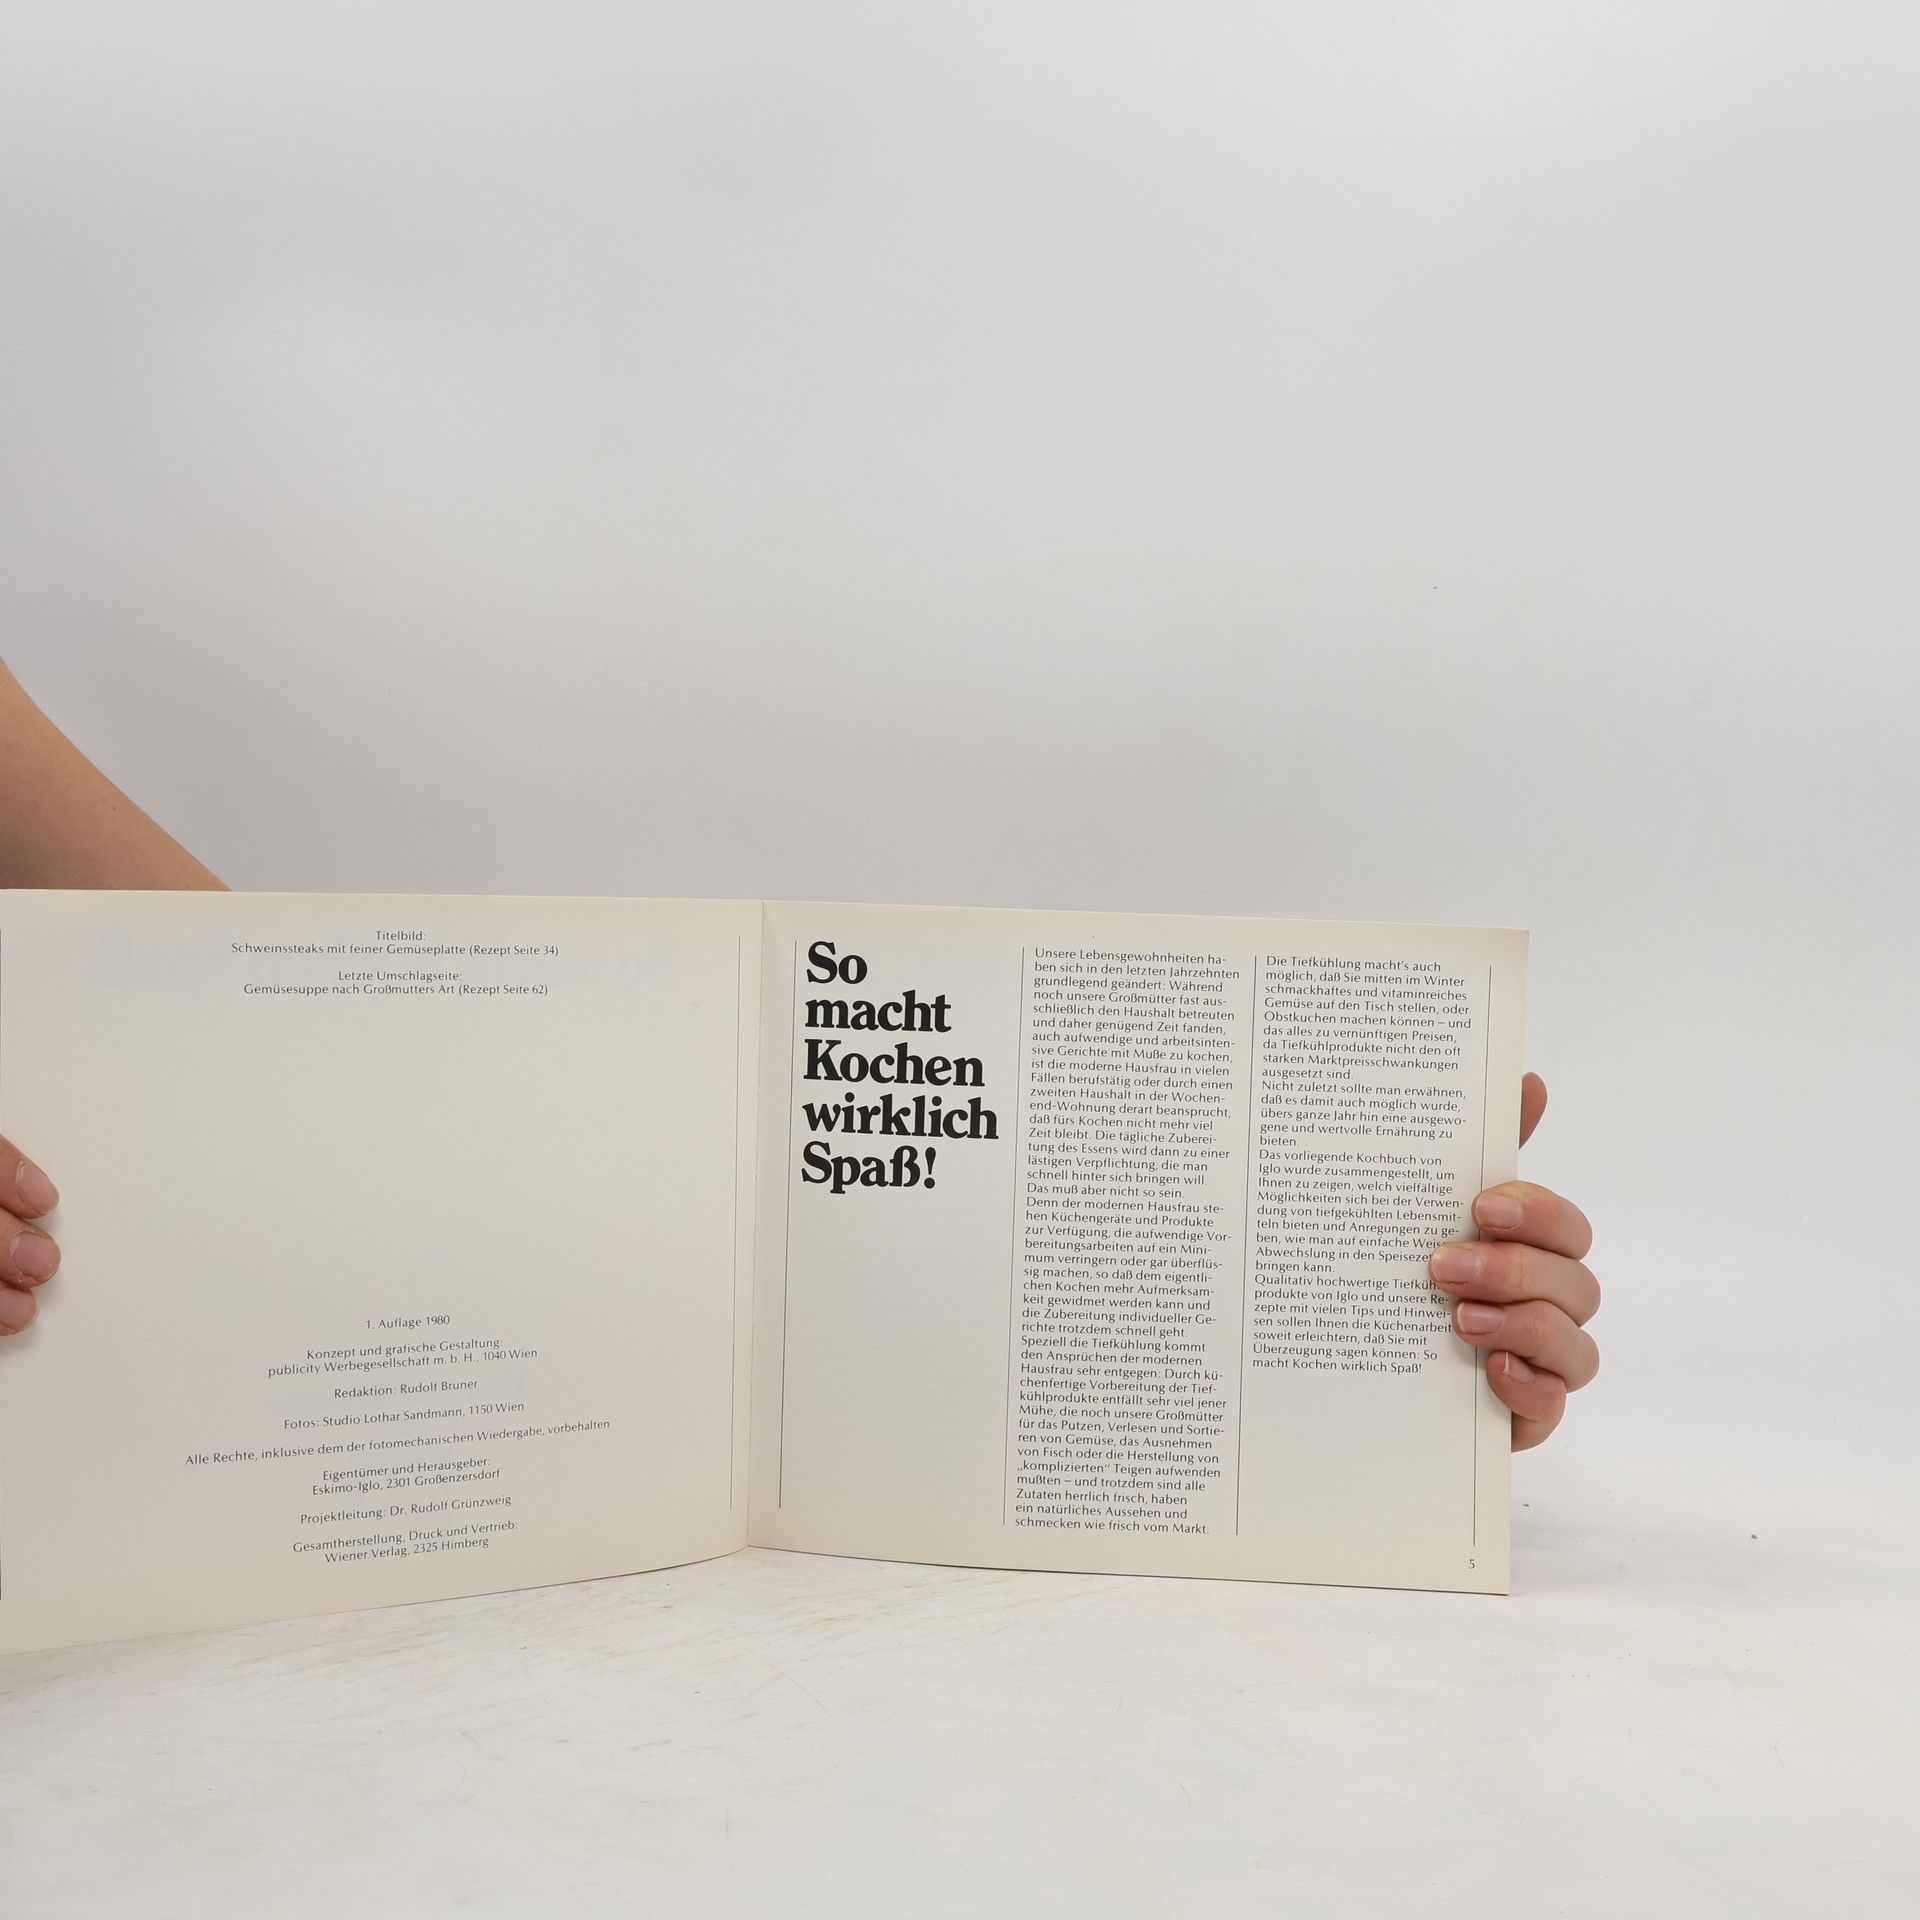 Titelbild:
Schweinssteaks mit feiner Gemüseplatte (Rezept Seite 34)
Letzte Umschlagseite:
Gemüsesuppe nach Großmutters Art (Rezept Seite 62)
1. Auflage 1980
Konzept und grafische Gestaltung:
publicity Werbegesellschaft m. b. H., 1040 Wien
Redaktion: Rudolf Bruner
Fotos: Studio Lothar Sandmann, 1150 Wien
Alle Rechte, inklusive dem der fotomechanischen Wiedergabe, vorbehalten
Eigentümer und Herausgeber:
Eskimo-Iglo, 2301 Großenzersdorf
Projektleitung: Dr. Rudolf Grünzweig
Gesamtherstellung, Druck und Vertrieb:
Wiener Verlag, 2325 Himberg
So
macht
Kochen
wirklich
Spaß!
Unsere Lebensgewohnheiten ha-
ben sich in den letzten Jahrzehnten
grundlegend geändert: Während
noch unsere Großmütter fast aus-
schließlich den Haushalt betreuten
und daher genügend Zeit fanden,
auch aufwendige und arbeitsinten-
sive Gerichte mit Muße zu kochen,
ist die moderne Hausfrau in vielen
Fällen berufstätig oder durch einen
zweiten Haushalt in der Wochen-
end-Wohnung derart beansprucht,
daß fürs Kochen nicht mehr viel
Zeit bleibt. Die tägliche Zuberei-
tung des Essens wird dann zu einer
lästigen Verpflichtung, die man
schnell hinter sich bringen will.
Das muß aber nicht so sein.
Denn der modernen Hausfrau ste-
hen Küchengeräte und Produkte
zur Verfügung, die aufwendige Vor-
bereitungsarbeiten auf ein Mini-
mum verringern oder gar überflüs-
sig machen, so daß dem eigentli-
chen Kochen mehr Aufmerksam-
keit gewidmet werden kann und
die Zubereitung individueller Ge-
richte trotzdem schnell geht.
Speziell die Tiefkühlung kommt
den Ansprüchen der modernen
Hausfrau sehr entgegen: Durch kü-
chenfertige Vorbereitung der Tief-
kühlprodukte entfällt sehr viel jener
Mühe, die noch unsere Großmütter
für das Putzen, Verlesen und Sortie-
ren von Gemüse, das Ausnehmen
von Fisch oder die Herstellung von
„komplizierten“ Teigen aufwenden
mußten – und trotzdem sind alle
Zutaten herrlich frisch, haben
ein natürliches Aussehen und
schmecken wie frisch vom Markt.
Die Tiefkühlung macht's auch
möglich, daß Sie mitten im Winter
schmackhaftes und vitaminreiches
Gemüse auf den Tisch stellen, oder
Obstkuchen machen können – und
das alles zu vernünftigen Preisen,
da Tiefkühlprodukte nicht den oft
starken Marktpreisschwankungen
ausgesetzt sind.
Nicht zuletzt sollte man erwähnen,
daß es damit auch möglich wurde,
übers ganze Jahr hin eine ausgewo-
gene und wertvolle Ernährung zu
bieten.
Das vorliegende Kochbuch von
Iglo wurde zusammengestellt, um
Ihnen zu zeigen, welch vielfältige
Möglichkeiten sich bei der Verwen-
dung von tiefgekühlten Lebensmit-
teln bieten und Anregungen zu ge-
ben, wie man auf einfache Weis
Abwechslung in den Speiseze
bringen kann.
Qualitativ hochwertige Tiefküh
produkte von Iglo und unsere Re-
zepte mit vielen Tips und Hinwei-
sen sollen Ihnen die Küchenarbeit
soweit erleichtern, daß Sie mit
Überzeugung sagen können: So
macht Kochen wirklich Spaß!
5